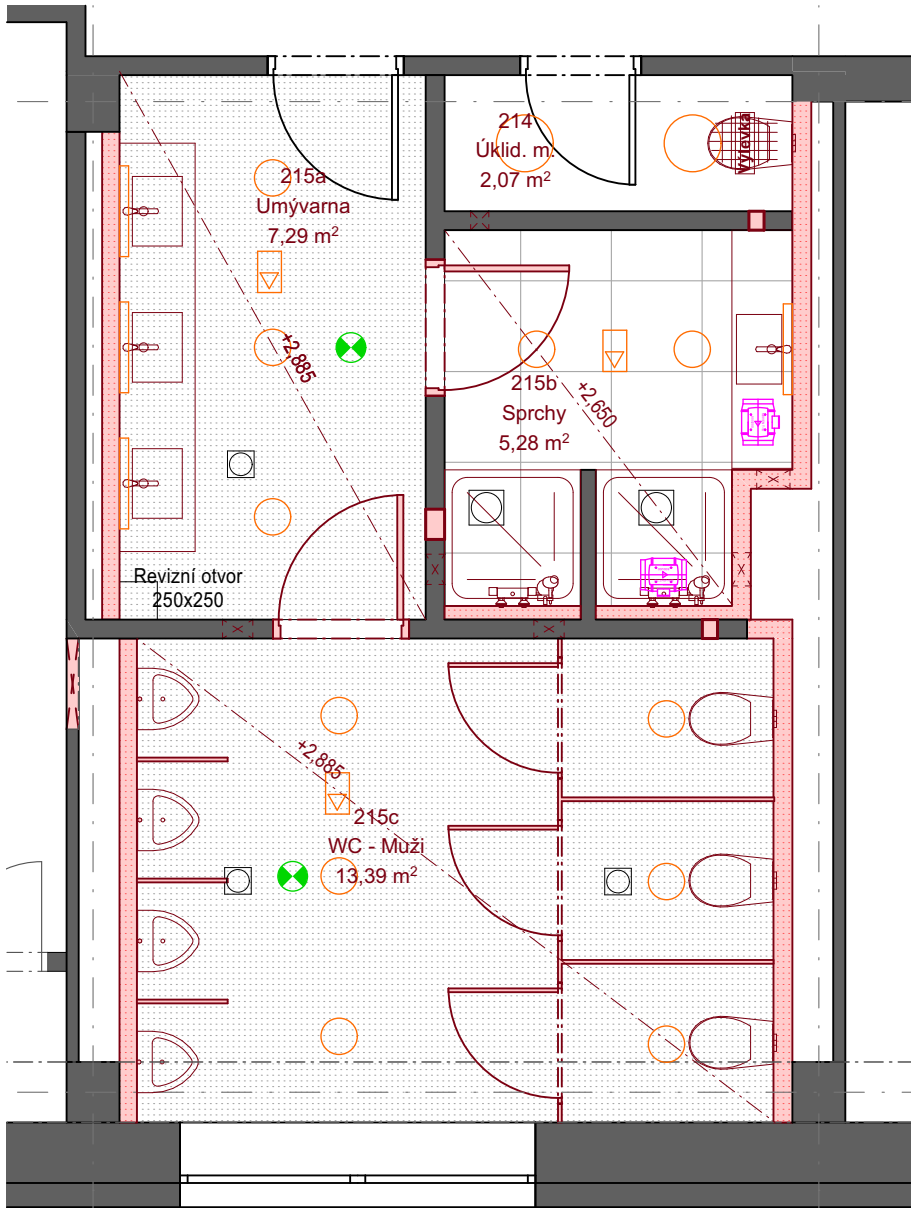 214
Úklid. m.
2,07 m²
Výlevka
215a
Umývarna
7,29 m²
+2,885
215b
Sprchy
5,28 m²
+2,650
Revizní otvor
250x250
+2,885
215c
WC - Muži
13,39 m²